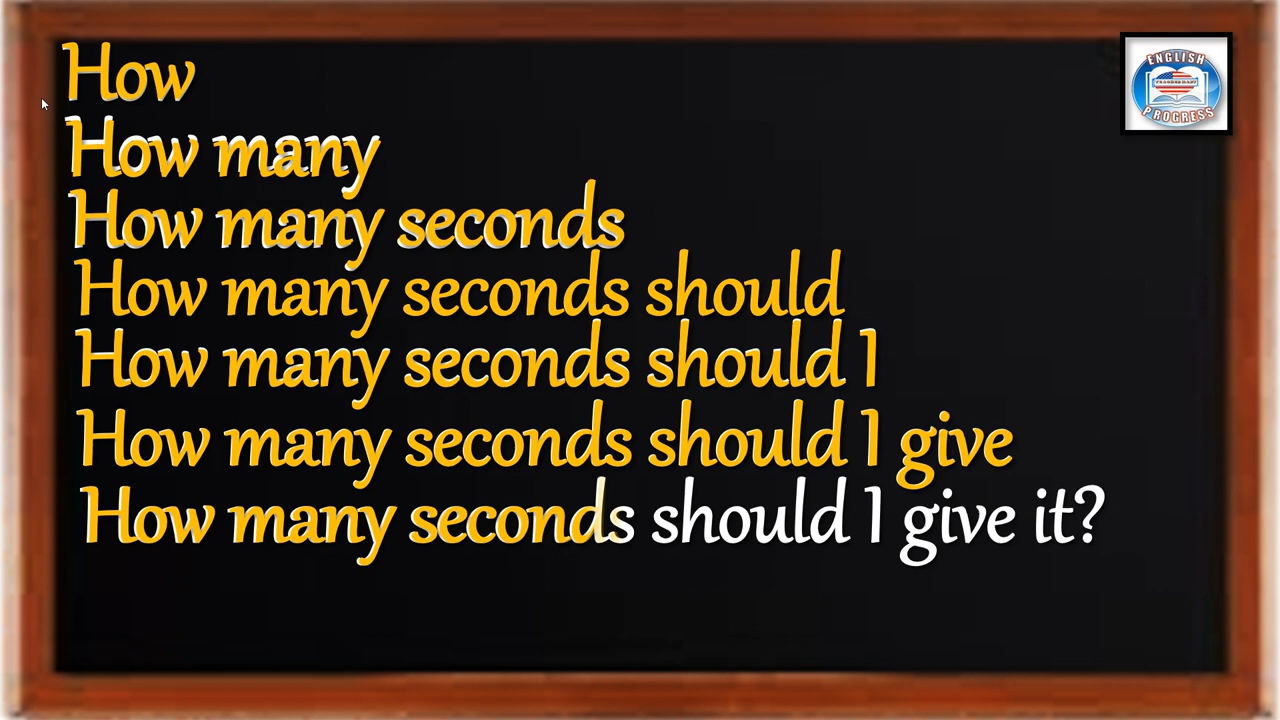 How
How many
How many seconds
How many seconds should
How many seconds should I
How many seconds should I give
How many seconds should I give it?
ENGLISH
PROGRESS